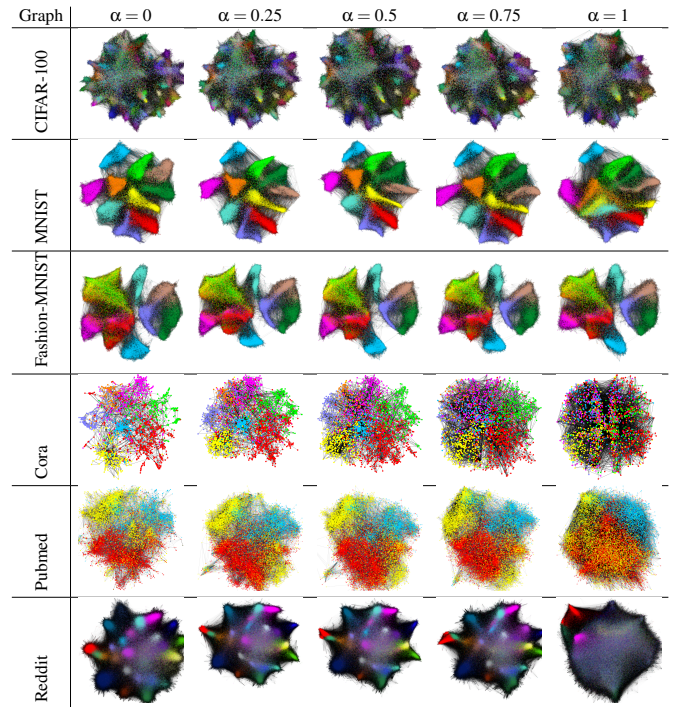 Graph α = 0 α = 0.25 α = 0.5 α = 0.75 α = 1
CIFAR-100
MNIST
Fashion-MNIST
Cora
Pubmed
Reddit